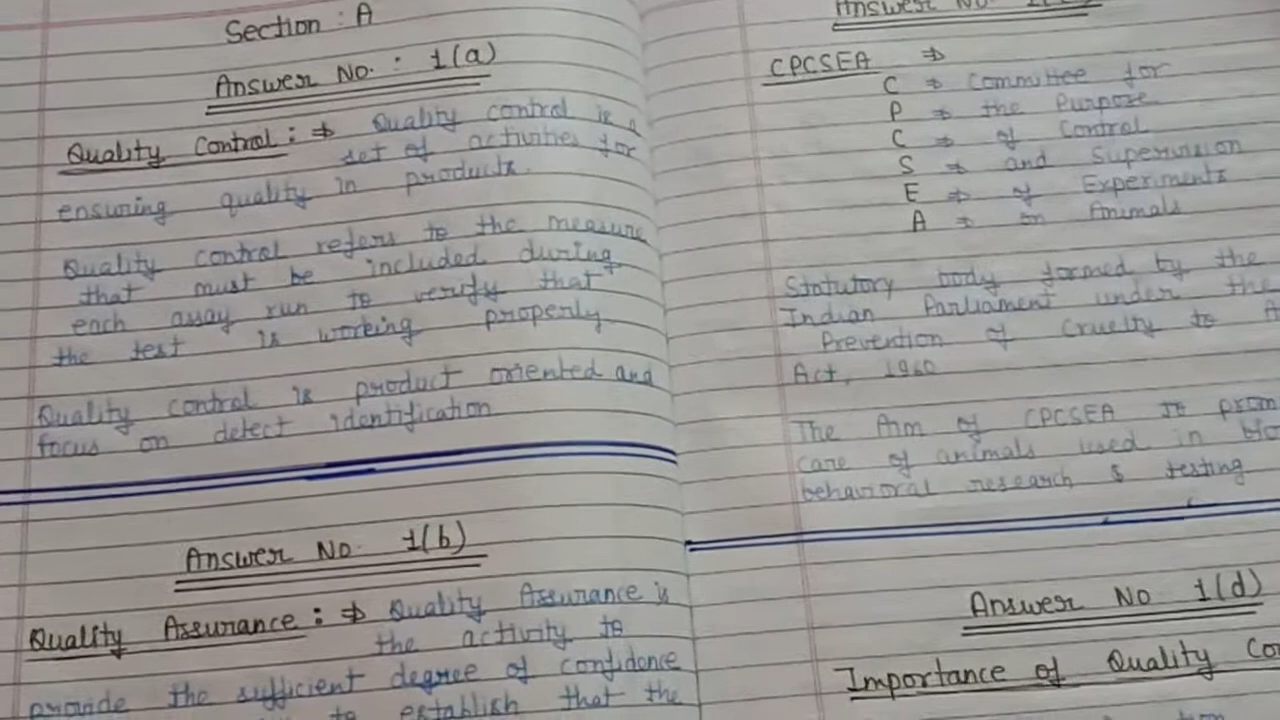 Section : A
Answer No. : 1(a)
Quality Control : ⇒ Quality control is a
set of activities for
ensuring quality in products.
Quality control refers to the measure
that must be included during
each assay run to verify that
the test is working properly
Quality control is product oriented and
focus on defect identification
Answer No. 1(b)
Quality Assurance : ⇒ Quality Assurance is
the activity to
provide the sufficient degree of confidence
to establish that the
Answer No.
CPCSEA ⇒
C ⇒ Committee for
P ⇒ the Purpose
C ⇒ of Control
S ⇒ and Supervision
E ⇒ of Experiments
A ⇒ on Animals
Statutory body formed by the
Indian Parliament under the
Prevention of Cruelty to A
Act, 1960
The Aim of CPCSEA is prom
care of animals used in bio
behavioral research & testing
Answer No 1(d)
Importance of Quality Con